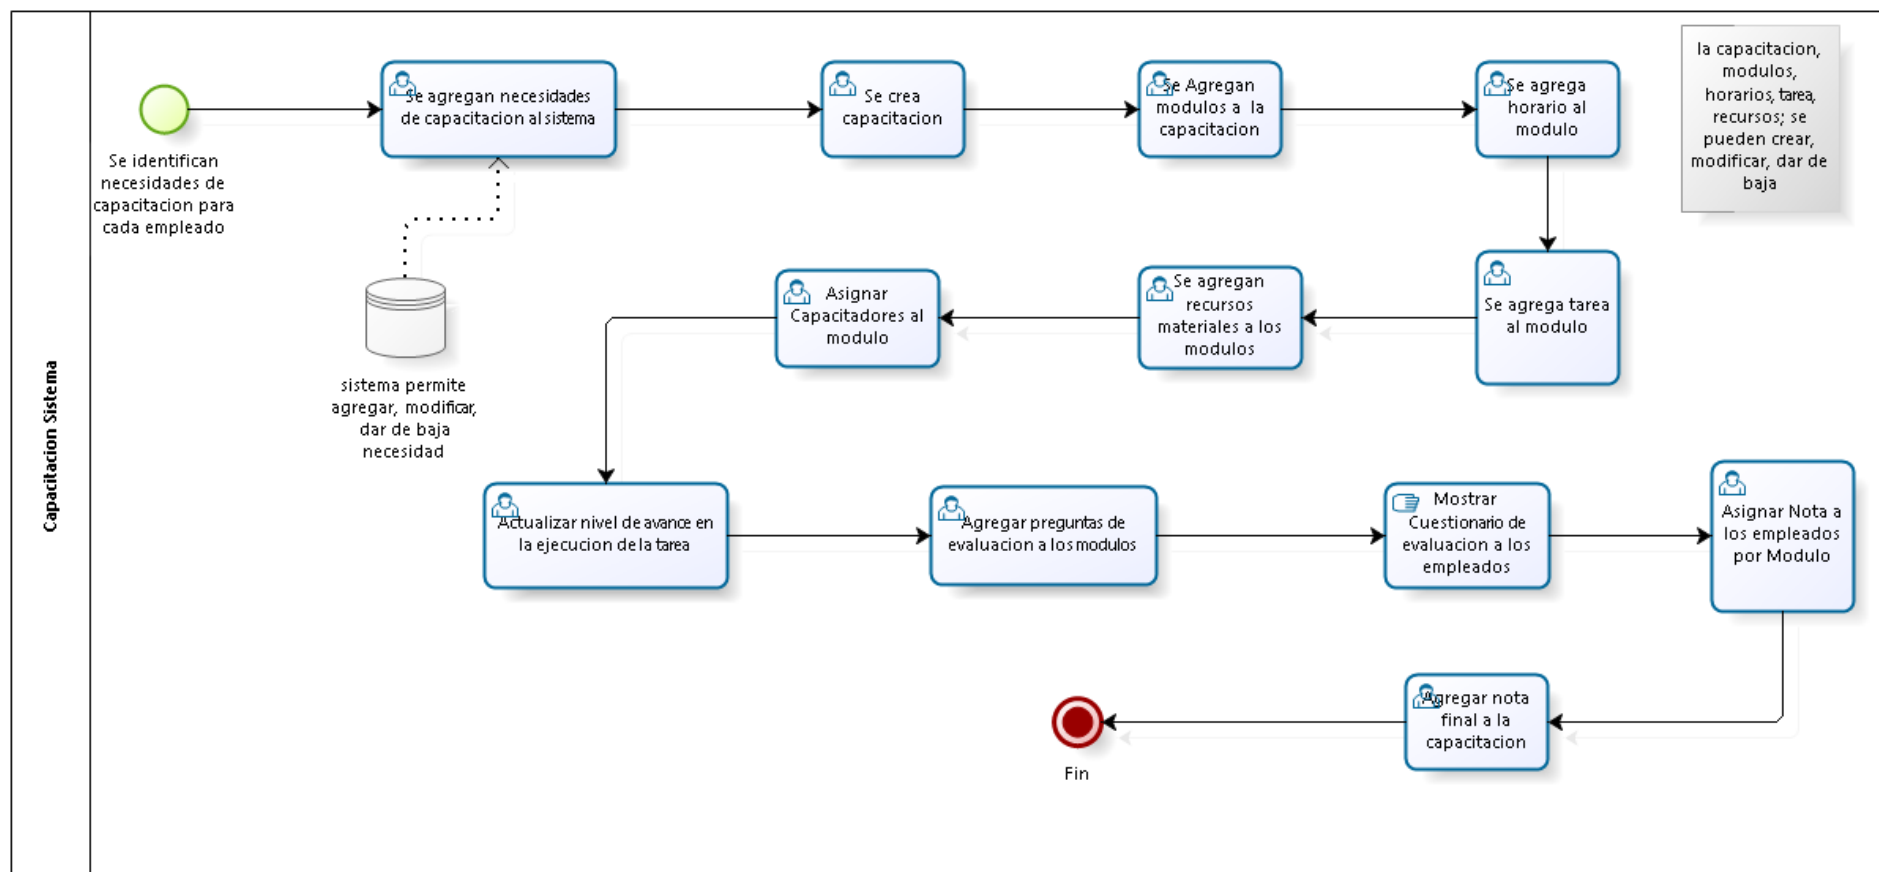 Capacitacion Sistema
Se identifican
necesidades de
capacitacion para
cada empleado
Se agregan necesidades
de capacitacion al sistema
Se crea
capacitacion
Se Agregan
modulos a la
capacitacion
Se agrega
horario al
modulo
la capacitacion,
modulos,
horarios, tarea,
recursos; se
pueden crear,
modificar, dar de
baja
sistema permite
agregar, modificar,
dar de baja
necesidad
Se agrega tarea
al modulo
Se agregan
recursos
materiales a los
modulos
Asignar
Capacitadores al
modulo
Actualizar nivel de avance en
la ejecucion de la tarea
Agregar preguntas de
evaluacion a los modulos
Mostrar
Cuestionario de
evaluacion a los
empleados
Asignar Nota a
los empleados
por Modulo
Agregar nota
final a la
capacitacion
Fin